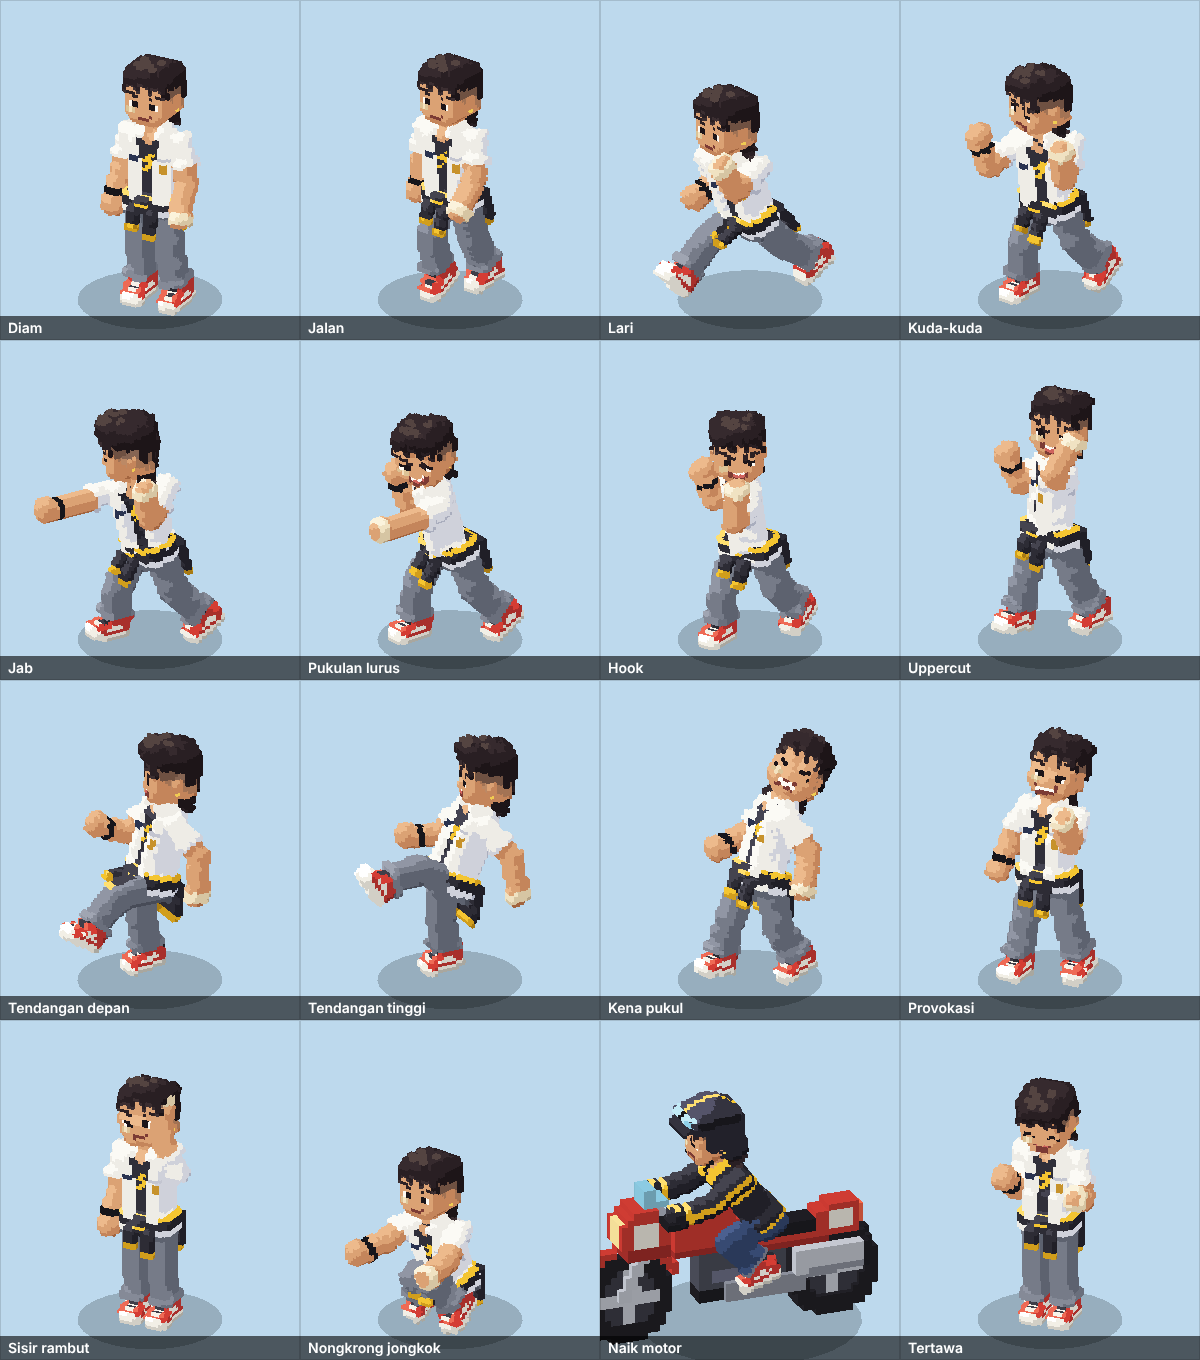 Diam
Jalan
Lari
Kuda-kuda
Jab
Pukulan lurus
Hook
Uppercut
Tendangan depan
Tendangan tinggi
Kena pukul
Provokasi
Sisir rambut
Nongkrong jongkok
Naik motor
Tertawa